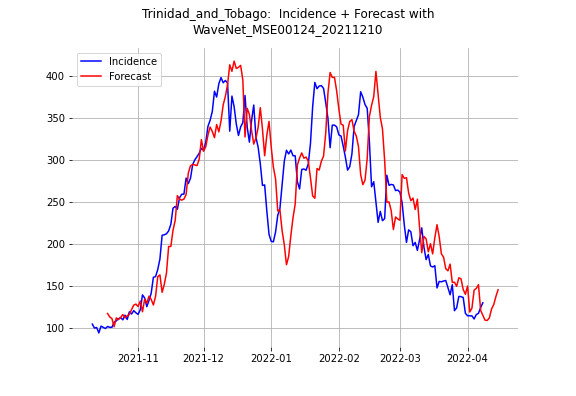 Trinidad_and_Tobago:  Incidence + Forecast with
WaveNet_MSE00124_20211210
Incidence
Forecast
400
350
300
250
200
150
100
2021-11 2021-12 2022-01 2022-02 2022-03 2022-04